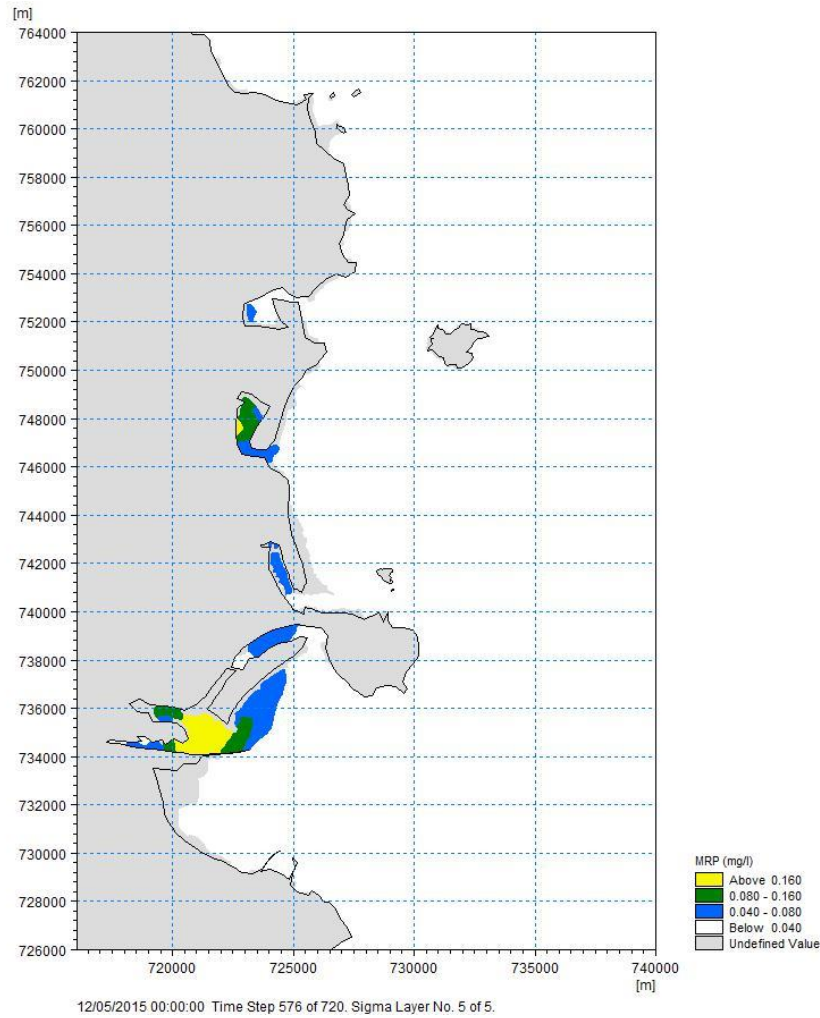 [m]
764000
762000
760000
758000
756000
754000
752000
750000
748000
746000
744000
742000
740000
738000
736000
734000
732000
730000
728000
726000
720000 725000 730000 735000 740000
[m]
MRP (mg/l)
Above 0.160
0.080 - 0.160
0.040 - 0.080
Below 0.040
Undefined Value
12/05/2015 00:00:00 Time Step 576 of 720. Sigma Layer No. 5 of 5.